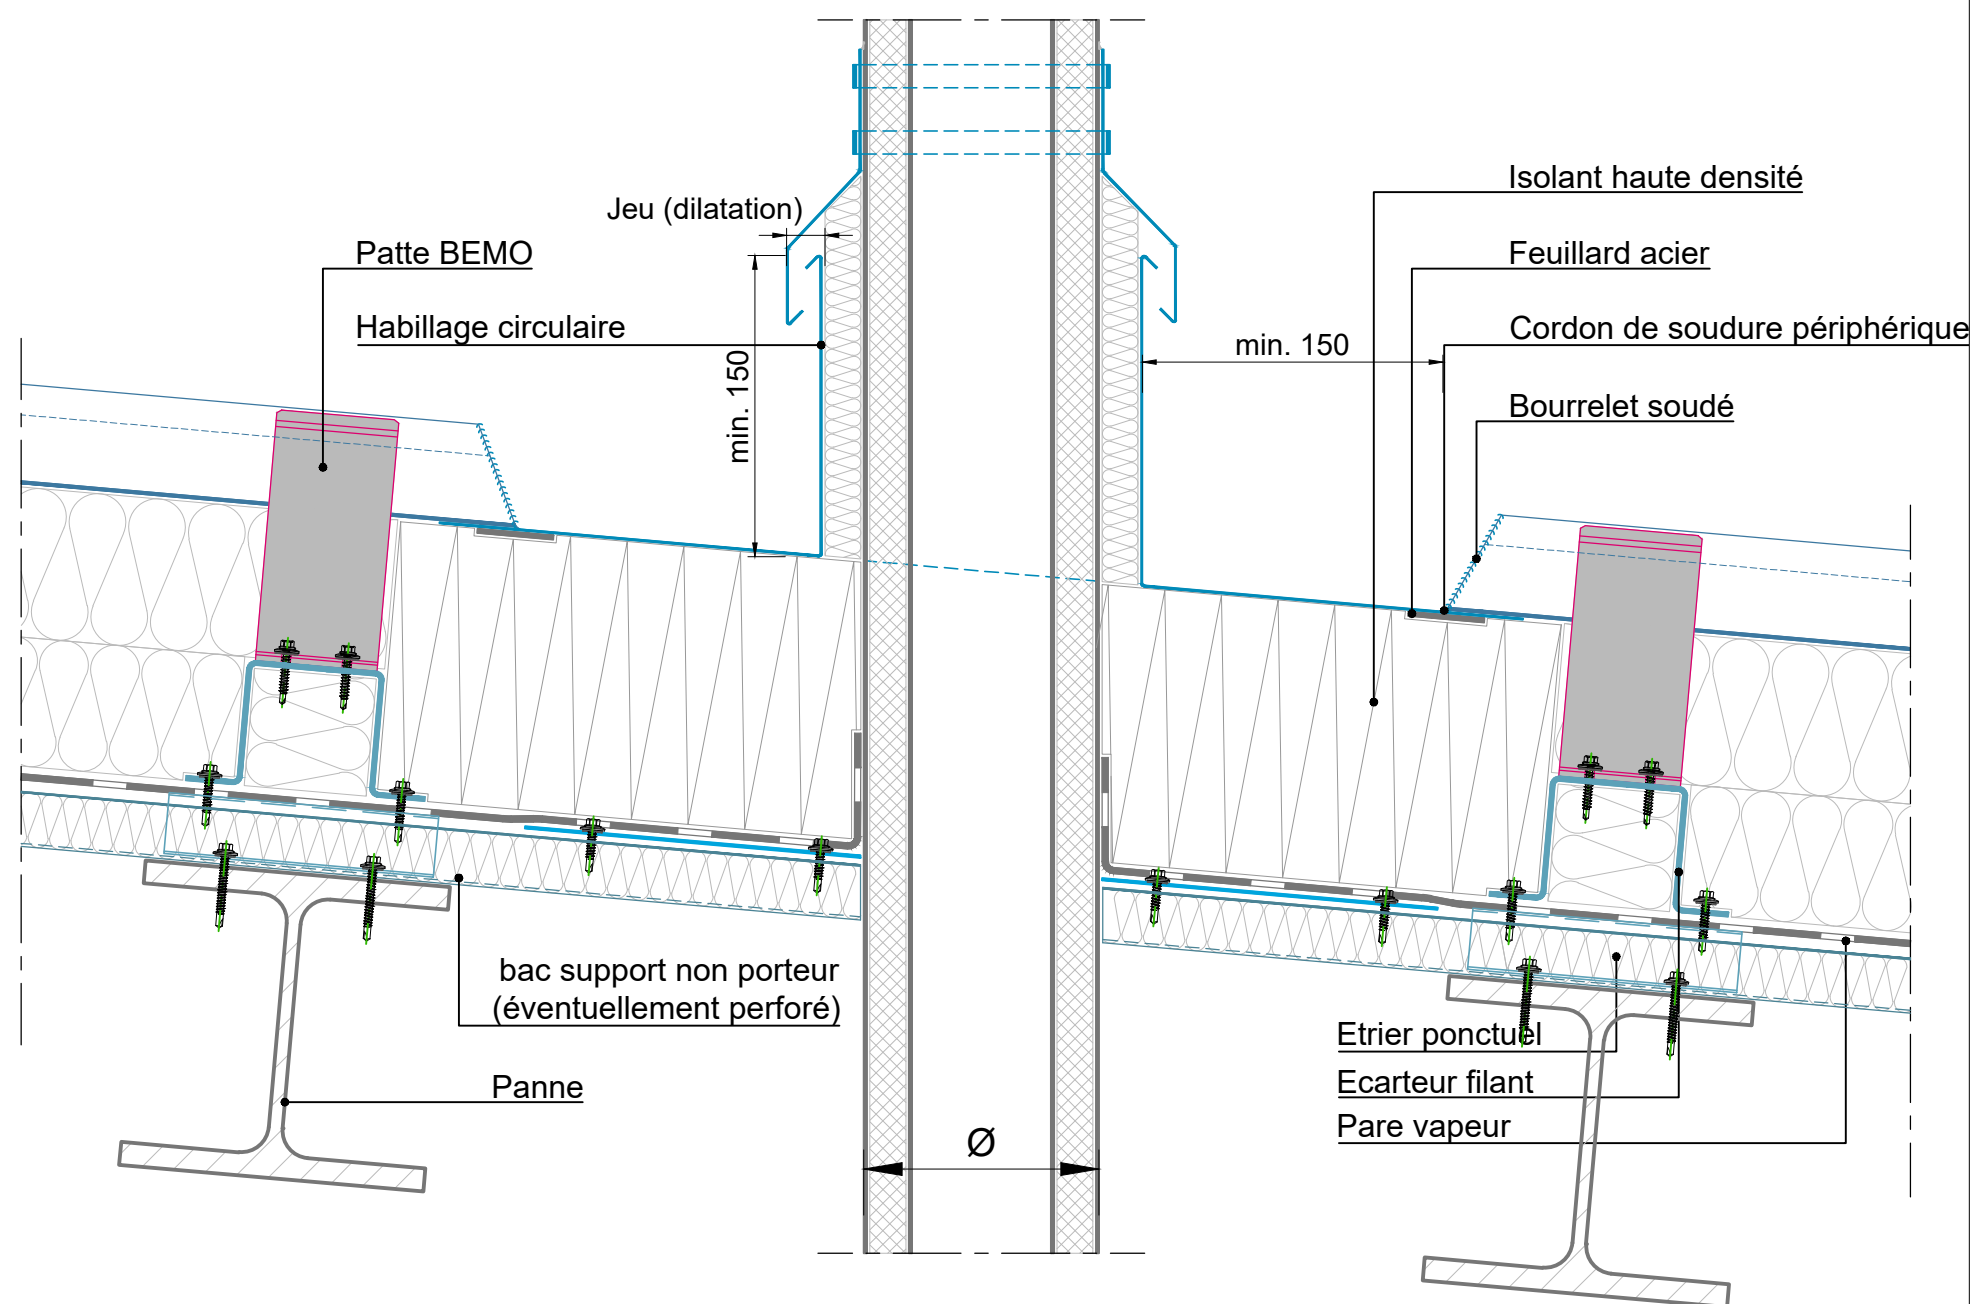 Isolant haute densité
Jeu (dilatation)
Patte BEMO
Feuillard acier
Habillage circulaire
Cordon de soudure périphérique
min. 150
min. 150
Bourrelet soudé
bac support non porteur
(éventuellement perforé)
Etrier ponctuel
Ecarteur filant
Panne
Pare vapeur
Ø